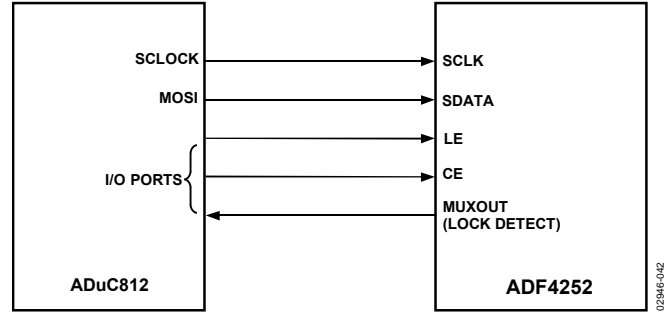 SCLOCK
MOSI
I/O PORTS
ADuC812
SCLK
SDATA
LE
CE
MUXOUT
(LOCK DETECT)
ADF4252
02946-042